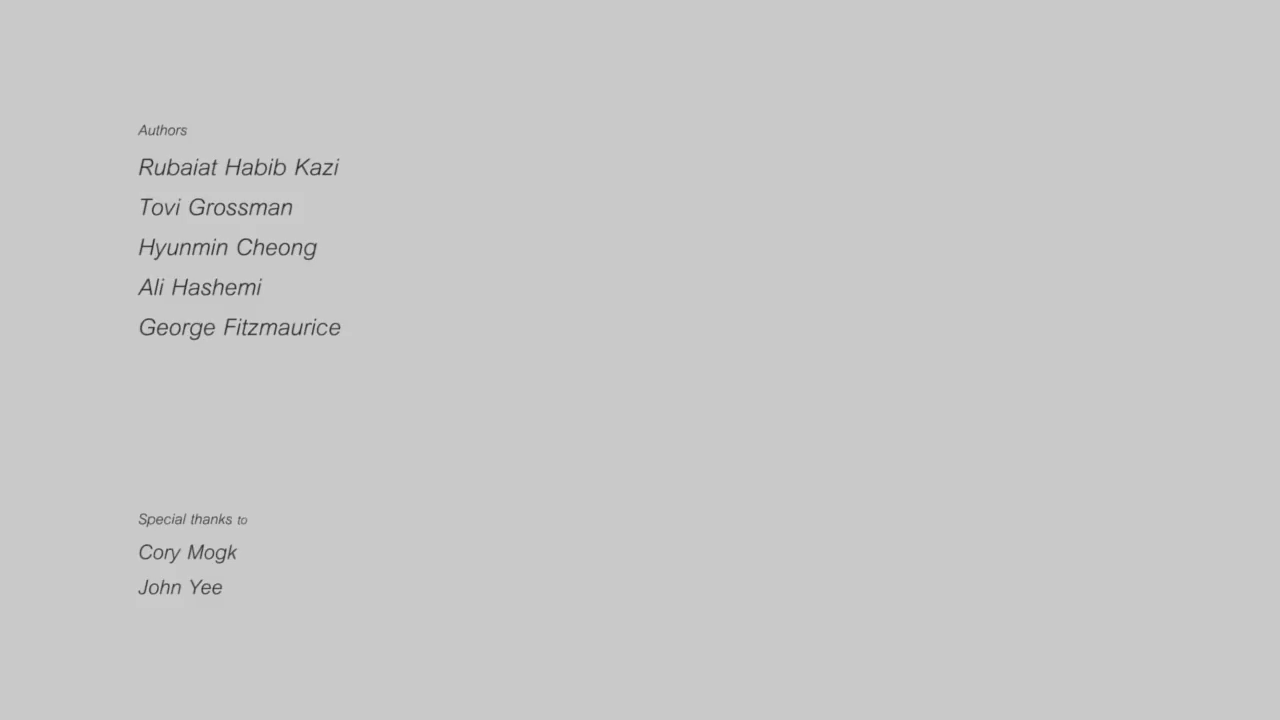 Authors
Rubaiat Habib Kazi
Tovi Grossman
Hyunmin Cheong
Ali Hashemi
George Fitzmaurice
Special thanks to
Cory Mogk
John Yee